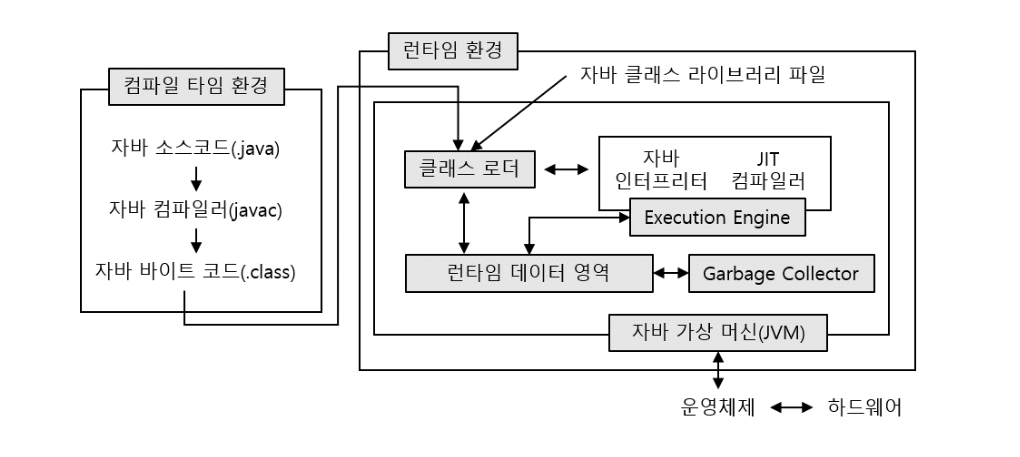 런타임 환경
컴파일 타임 환경
자바 클래스 라이브러리 파일
자바 소스코드(.java)
자바 컴파일러(javac)
자바 바이트 코드(.class)
클래스 로더
자바
인터프리터
JIT
컴파일러
Execution Engine
런타임 데이터 영역
Garbage Collector
자바 가상 머신(JVM)
운영체제
하드웨어